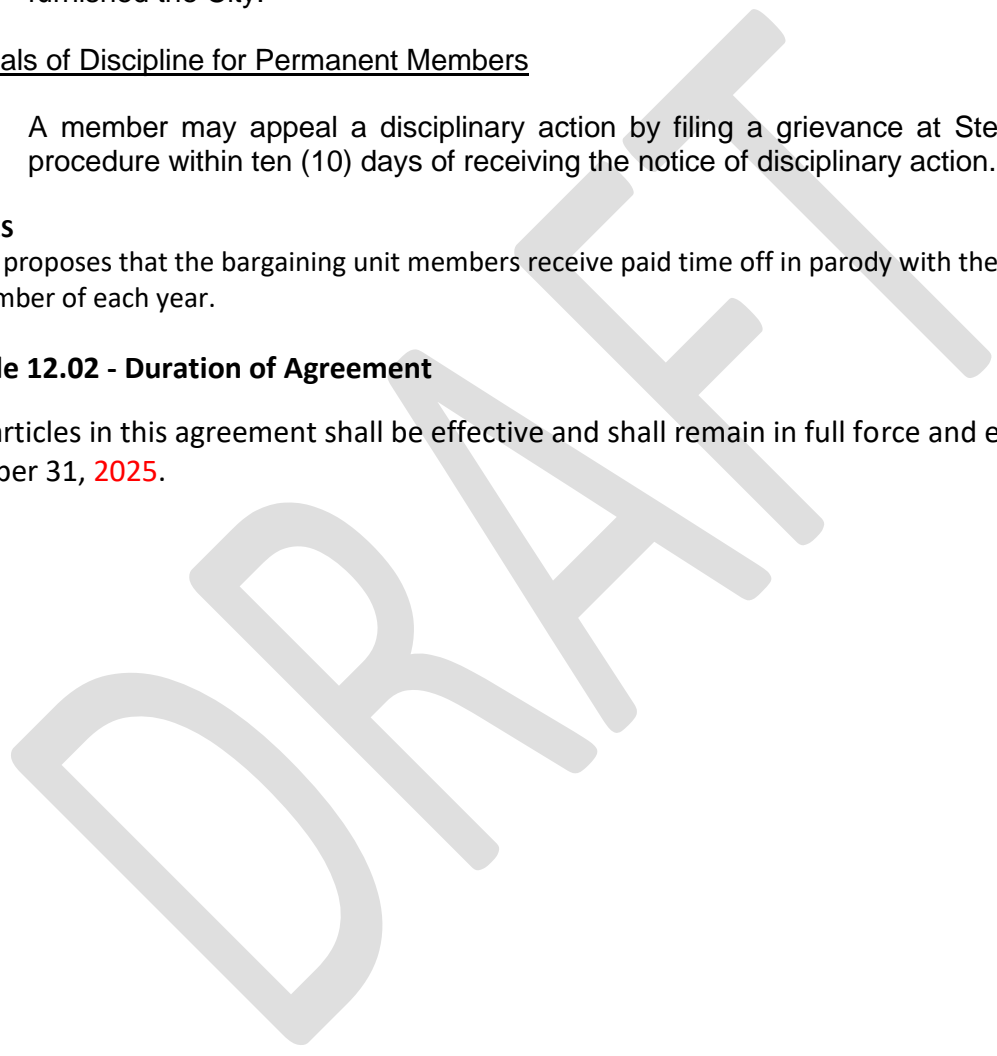 furnished the City.
als of Discipline for Permanent Members
A member may appeal a disciplinary action by filing a grievance at Ste
procedure within ten (10) days of receiving the notice of disciplinary action.
s
proposes that the bargaining unit members receive paid time off in parody with the
mber of each year.
le 12.02 - Duration of Agreement
articles in this agreement shall be effective and shall remain in full force and e
ber 31, 2025.
DRAFT